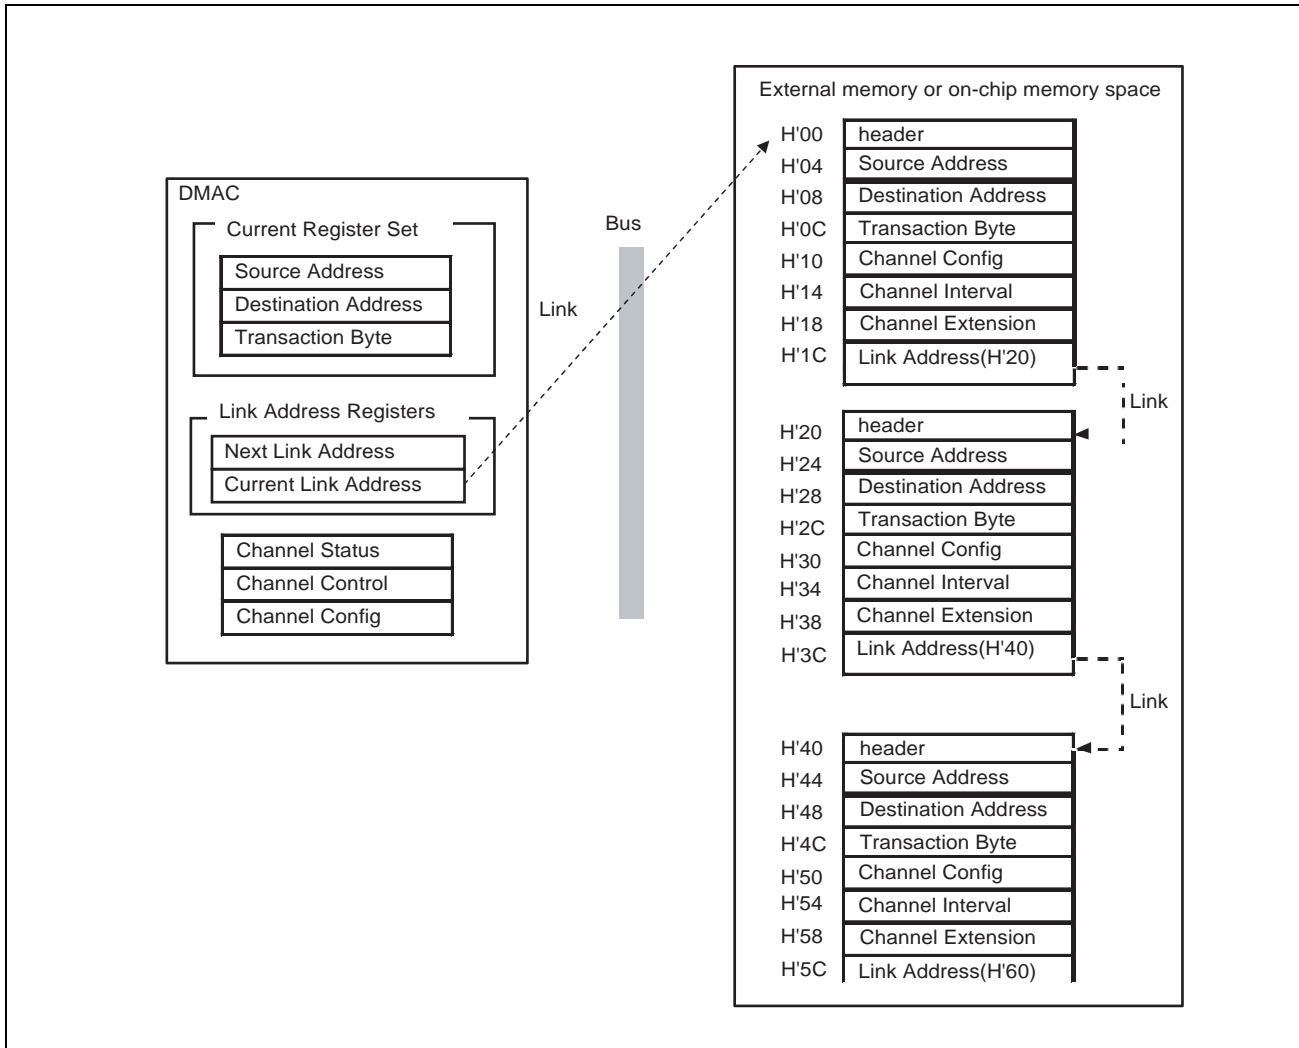 DMAC
Current Register Set
Source Address
Destination Address
Transaction Byte
Link Address Registers
Next Link Address
Current Link Address
Channel Status
Channel Control
Channel Config
Link
Bus
External memory or on-chip memory space
H'00 header
H'04 Source Address
H'08 Destination Address
H'0C Transaction Byte
H'10 Channel Config
H'14 Channel Interval
H'18 Channel Extension
H'1C Link Address(H'20)
Link
H'20 header
H'24 Source Address
H'28 Destination Address
H'2C Transaction Byte
H'30 Channel Config
H'34 Channel Interval
H'38 Channel Extension
H'3C Link Address(H'40)
Link
H'40 header
H'44 Source Address
H'48 Destination Address
H'4C Transaction Byte
H'50 Channel Config
H'54 Channel Interval
H'58 Channel Extension
H'5C Link Address(H'60)